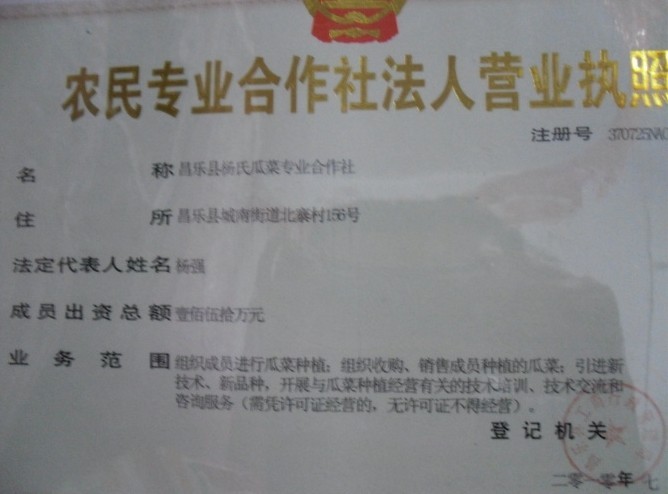 农民专业合作社法人营业执照
注册号 370725NA
名称 昌乐县杨氏瓜菜专业合作社
住所 昌乐县城南街道北寨村156号
法定代表人姓名 杨强
成员出资总额 壹佰伍拾万元
业务范围 组织成员进行瓜菜种植；组织收购、销售成员种植的瓜菜；引进新
技术、新品种，开展与瓜菜种植经营有关的技术培训、技术交流和
咨询服务（需凭许可证经营的，无许可证不得经营）。
登记机关
二零一零年 七